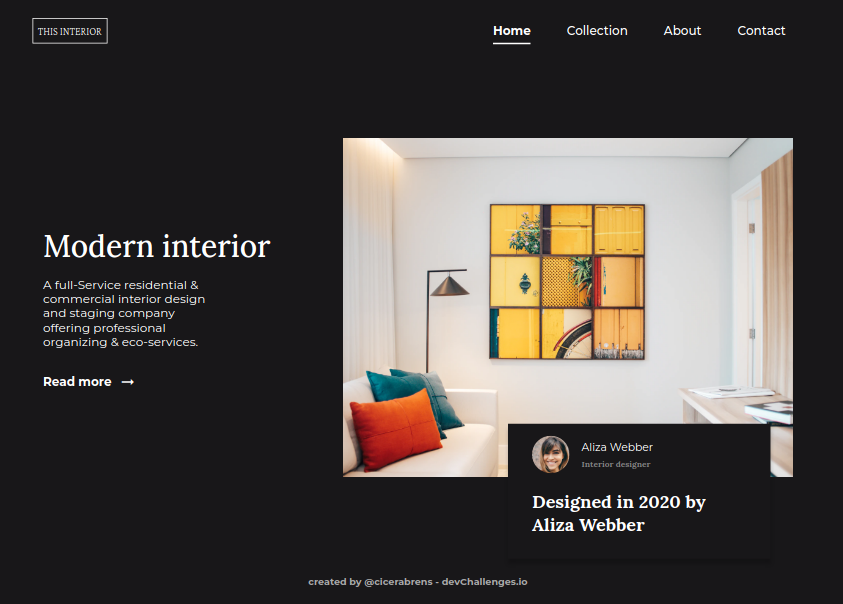 THIS INTERIOR
Home Collection About Contact
Modern interior
A full-Service residential &
commercial interior design
and staging company
offering professional
organizing & eco-services.
Read more →
Aliza Webber
Interior designer
Designed in 2020 by
Aliza Webber
created by @cicerabrens - devChallenges.io